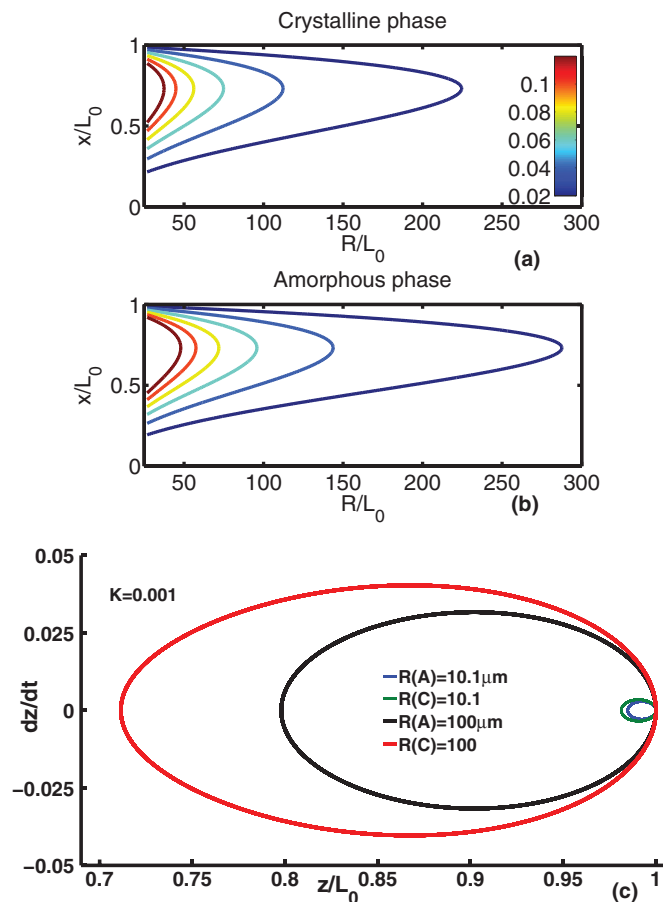 Crystalline phase
1
0.5
0
x/L0
0.1
0.08
0.06
0.04
0.02
50 100 150 200 250 300
R/L0
(a)
Amorphous phase
1
0.5
0
x/L0
50 100 150 200 250 300
R/L0
(b)
0.05
0.025
0
−0.025
−0.05
dz/dt
K=0.001
R(A)=10.1μm
R(C)=10.1
R(A)=100μm
R(C)=100
0.7 0.75 0.8 0.85 0.9 0.95 1
z/L0
(c)